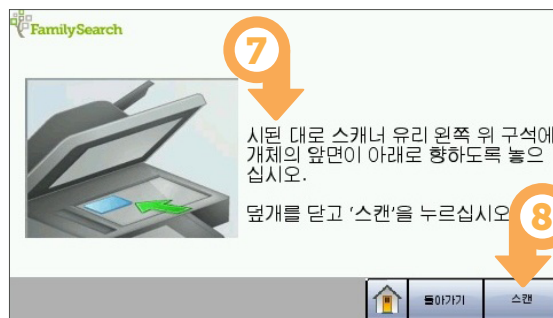 FamilySearch
7
시된 대로 스캐너 유리 왼쪽 위 구석에
개체의 앞면이 아래로 향하도록 놓으
십시오.
덮개를 닫고 ‘스캔’을 누르십시오
8
돌아가기
스캔